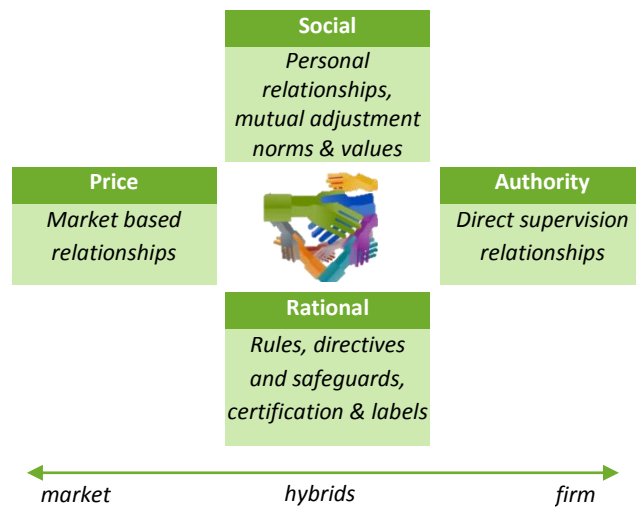 Social
Personal
relationships,
mutual adjustment
norms & values
Price
Market based
relationships
Authority
Direct supervision
relationships
Rational
Rules, directives
and safeguards,
certification & labels
market
hybrids
firm